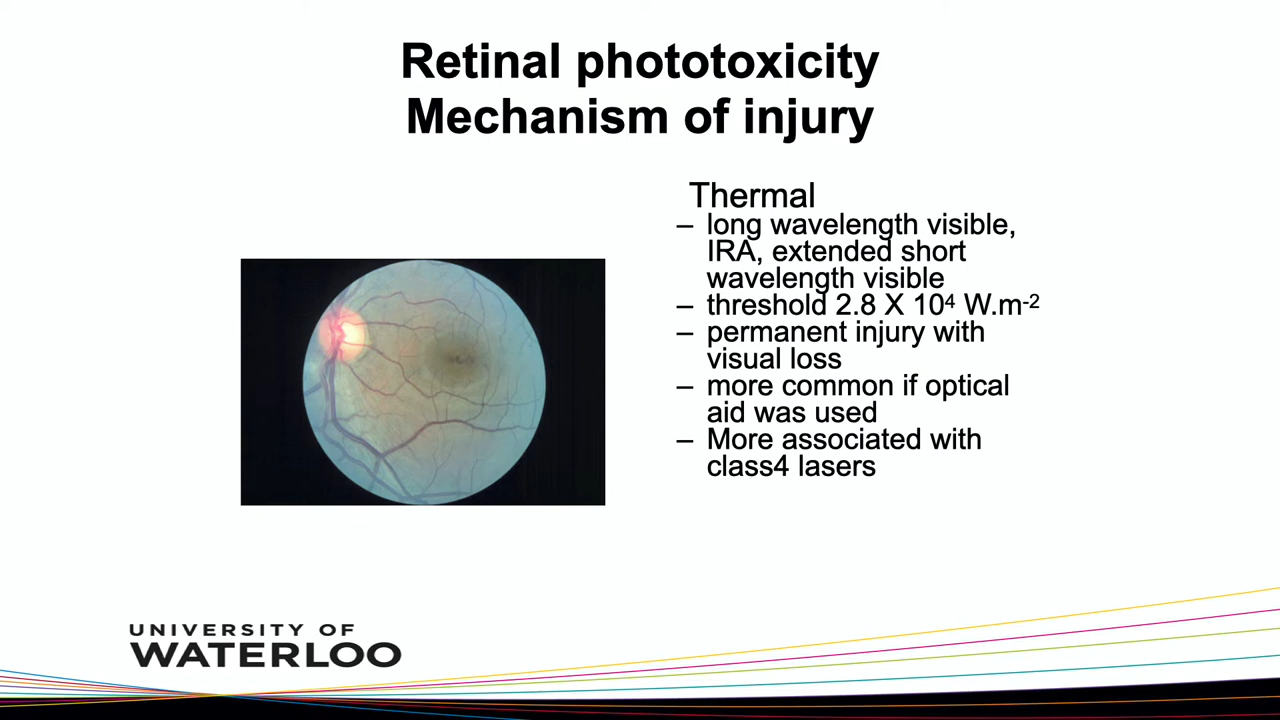 Retinal phototoxicity
Mechanism of injury
Thermal
– long wavelength visible,
IRA, extended short
wavelength visible
– threshold 2.8 X 10⁴ W.m⁻²
– permanent injury with
visual loss
– more common if optical
aid was used
– More associated with
class4 lasers
UNIVERSITY OF
WATERLOO